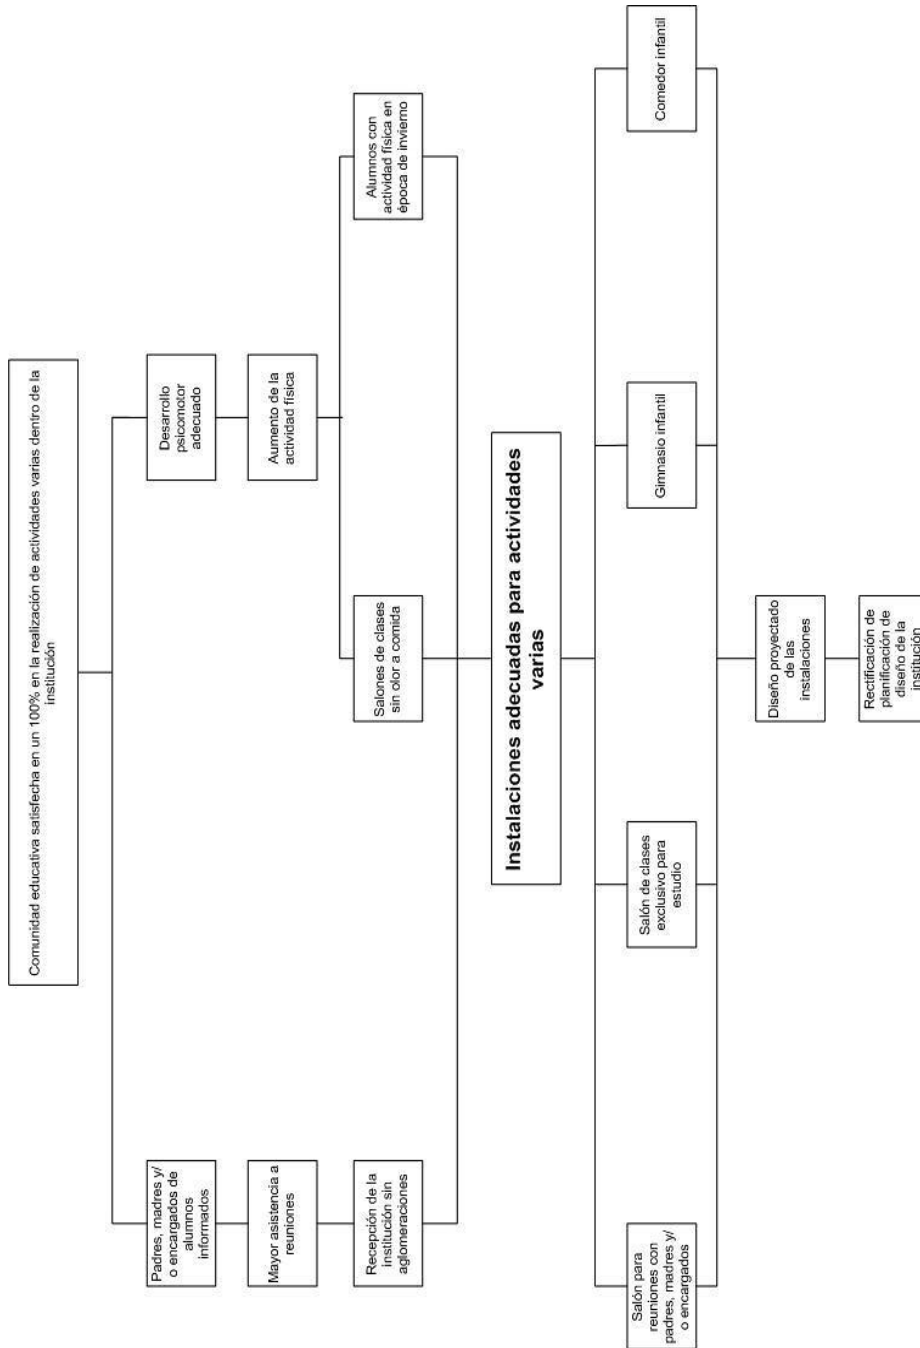 Comunidad educativa satisfecha en un 100% en la realización de actividades varias dentro de la
institución
Padres, madres y/
o encargados de
alumnos
informados
Desarrollo
psicomotor
adecuado
Mayor asistencia a
reuniones
Aumento de la
actividad física
Recepción de la
institución sin
aglomeraciones
Salones de clases
sin olor a comida
Alumnos con
actividad física en
época de invierno
Instalaciones adecuadas para actividades
varias
Salón para
reuniones con
padres, madres y/
o encargados
Salón de clases
exclusivo para
estudio
Gimnasio infantil
Comedor infantil
Diseño proyectado
de las
instalaciones
Rectificación de
planificación de
diseño de la
institución